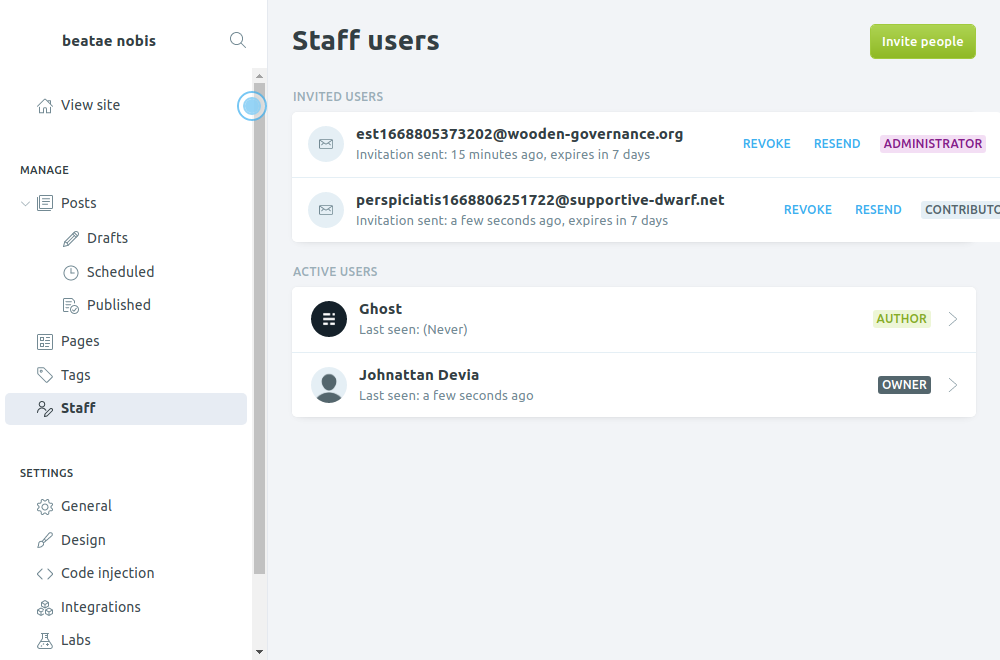 beatae nobis
View site
MANAGE
Posts
Drafts
Scheduled
Published
Pages
Tags
Staff
SETTINGS
General
Design
Code injection
Integrations
Labs
Staff users
Invite people
INVITED USERS
est1668805373202@wooden-governance.org
Invitation sent: 15 minutes ago, expires in 7 days
REVOKE RESEND ADMINISTRATOR
perspiciatis1668806251722@supportive-dwarf.net
Invitation sent: a few seconds ago, expires in 7 days
REVOKE RESEND CONTRIBUTO
ACTIVE USERS
Ghost
Last seen: (Never)
AUTHOR
Johnattan Devia
Last seen: a few seconds ago
OWNER